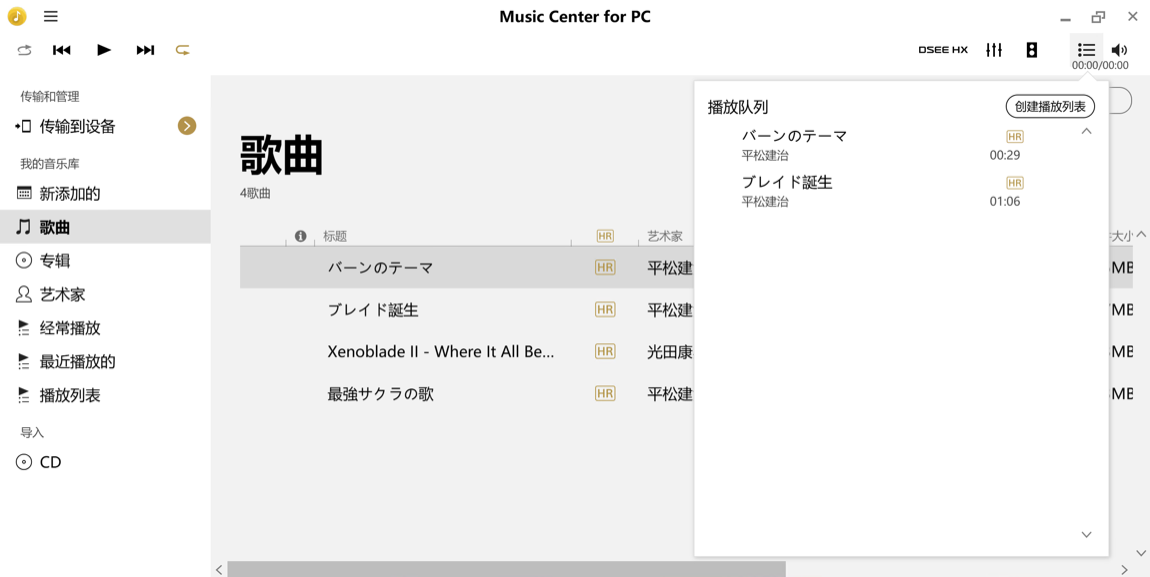 Music Center for PC
DSEE HX
00:00/00:00
传输和管理
传输到设备
我的音乐库
新添加的
歌曲
专辑
艺术家
经常播放
最近播放的
播放列表
导入
CD
歌曲
4歌曲
标题 HR 艺术家
バーンのテーマ HR 平松建
ブレイド誕生 HR 平松建
Xenoblade II - Where It All Be... HR 光田康
最強サクラの歌 HR 平松建
大小
MB
MB
MB
MB
播放队列 创建播放列表
バーンのテーマ HR
平松建治 00:29
ブレイド誕生 HR
平松建治 01:06